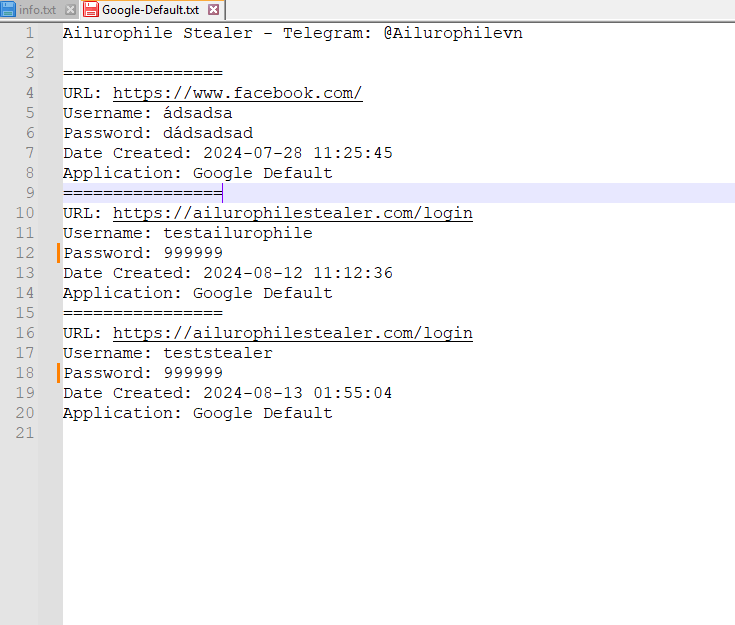 info.txt
Google-Default.txt
1 Ailurophile Stealer - Telegram: @Ailurophilevn
2
3 ================
4 URL: https://www.facebook.com/
5 Username: ádsadsa
6 Password: dádsadsad
7 Date Created: 2024-07-28 11:25:45
8 Application: Google Default
9 ================
10 URL: https://ailurophilestealer.com/login
11 Username: testailurophile
12 Password: 999999
13 Date Created: 2024-08-12 11:12:36
14 Application: Google Default
15 ================
16 URL: https://ailurophilestealer.com/login
17 Username: teststealer
18 Password: 999999
19 Date Created: 2024-08-13 01:55:04
20 Application: Google Default
21